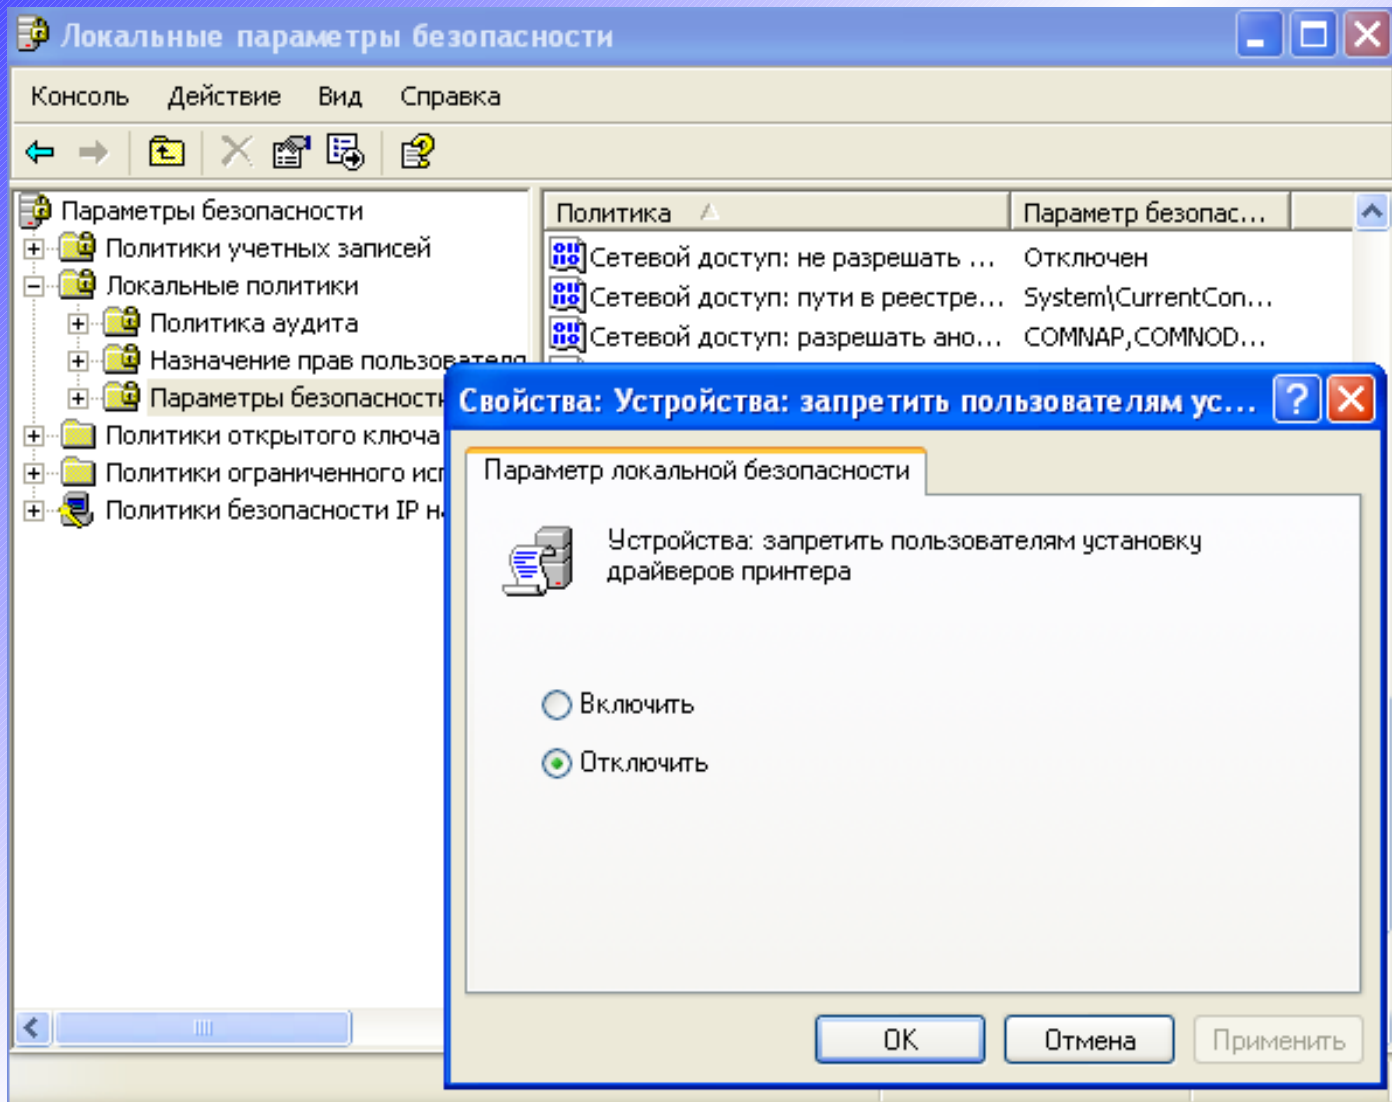 Локальные параметры безопасности
Консоль Действие Вид Справка
Параметры безопасности
Политики учетных записей
Локальные политики
Политика аудита
Назначение прав пользователя
Параметры безопасности
Политики открытого ключа
Политики ограниченного исп
Политики безопасности IP н
Политика Параметр безопас...
Сетевой доступ: не разрешать ... Отключен
Сетевой доступ: пути в реестре... System\CurrentCon...
Сетевой доступ: разрешать ано... COMNAP,COMNOD...
Свойства: Устройства: запретить пользователям ус...
Параметр локальной безопасности
Устройства: запретить пользователям установку
драйверов принтера
Включить
Отключить
OK Отмена Применить